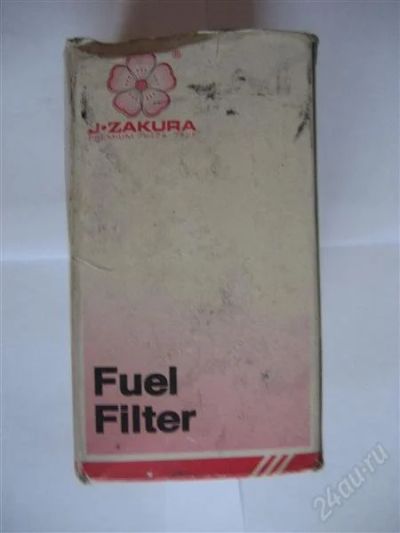 ®
J·ZAKURA
Fuel
Filter
24au.ru